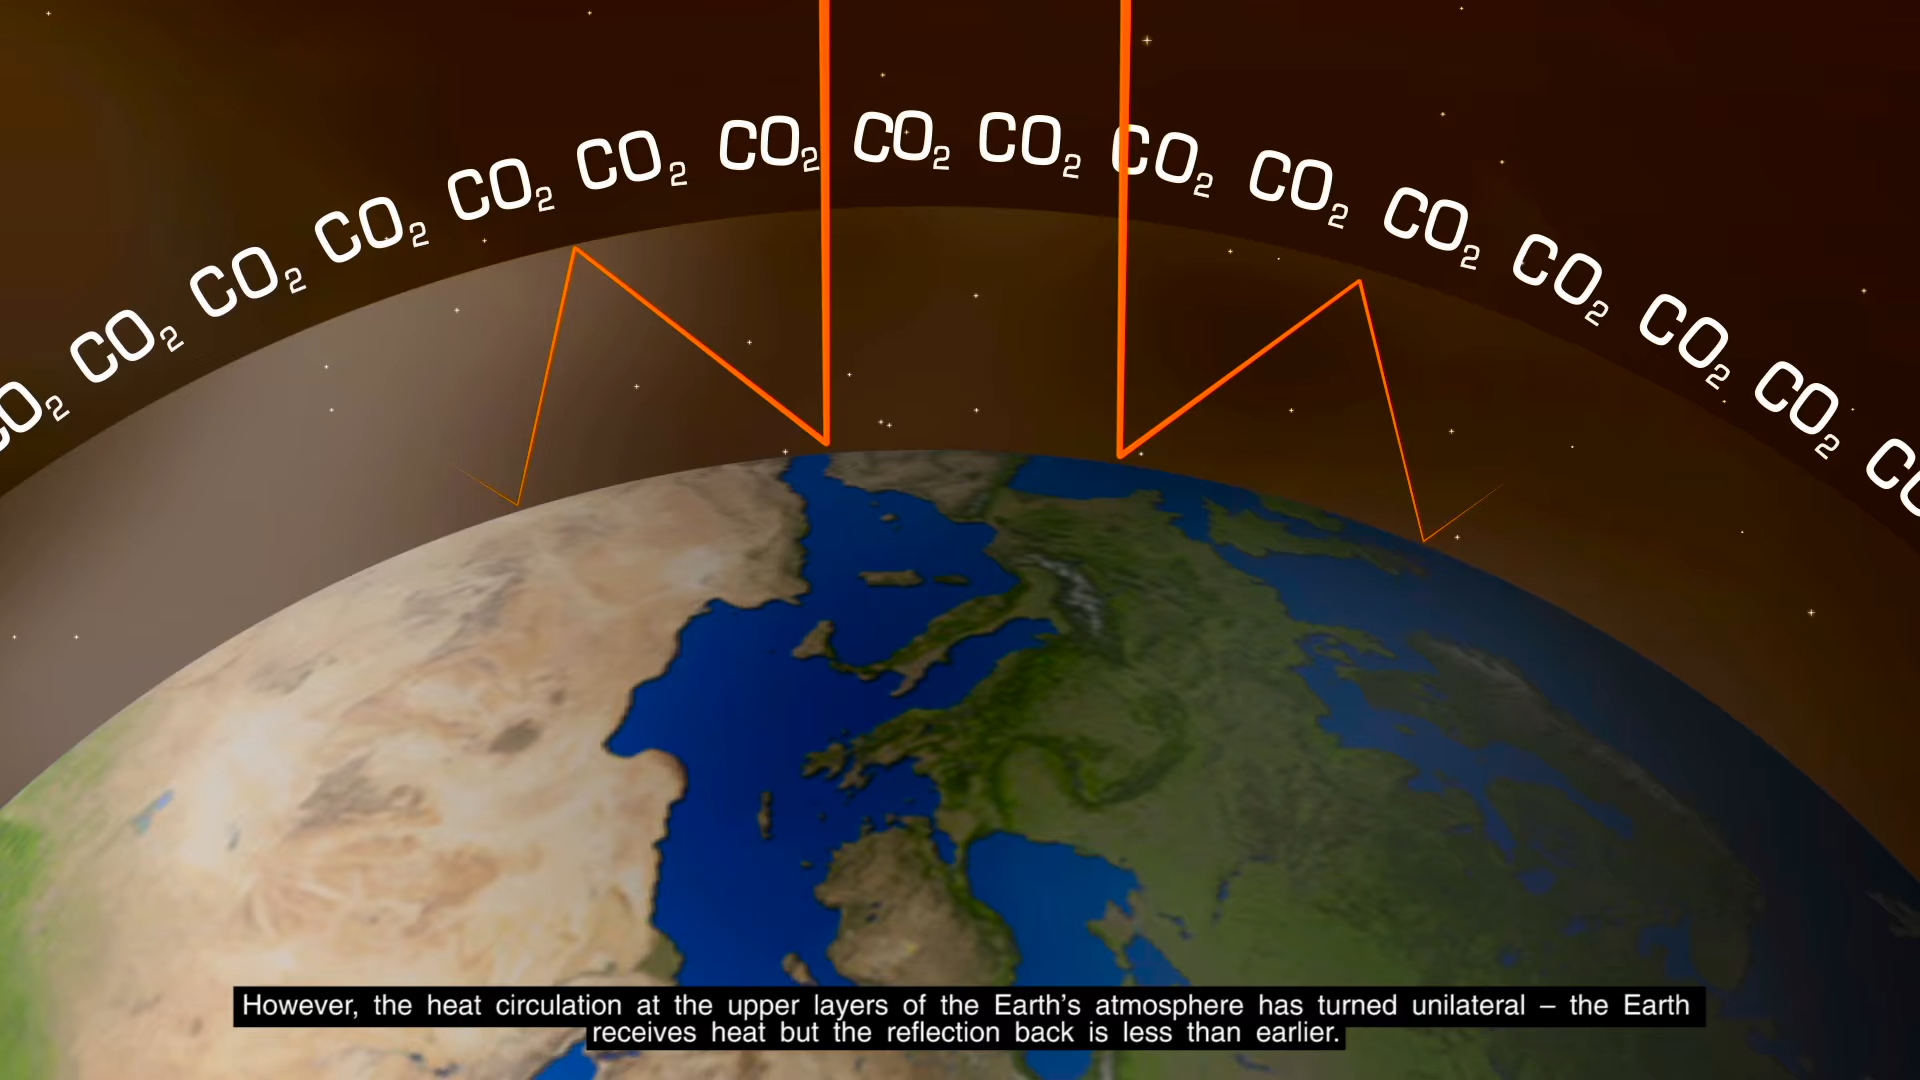 CO₂ CO₂ CO₂ CO₂ CO₂ CO₂ CO₂ CO₂ CO₂ CO₂ CO₂ CO₂ CO₂ CO₂ CO₂ CO
However, the heat circulation at the upper layers of the Earth's atmosphere has turned unilateral – the Earth
receives heat but the reflection back is less than earlier.